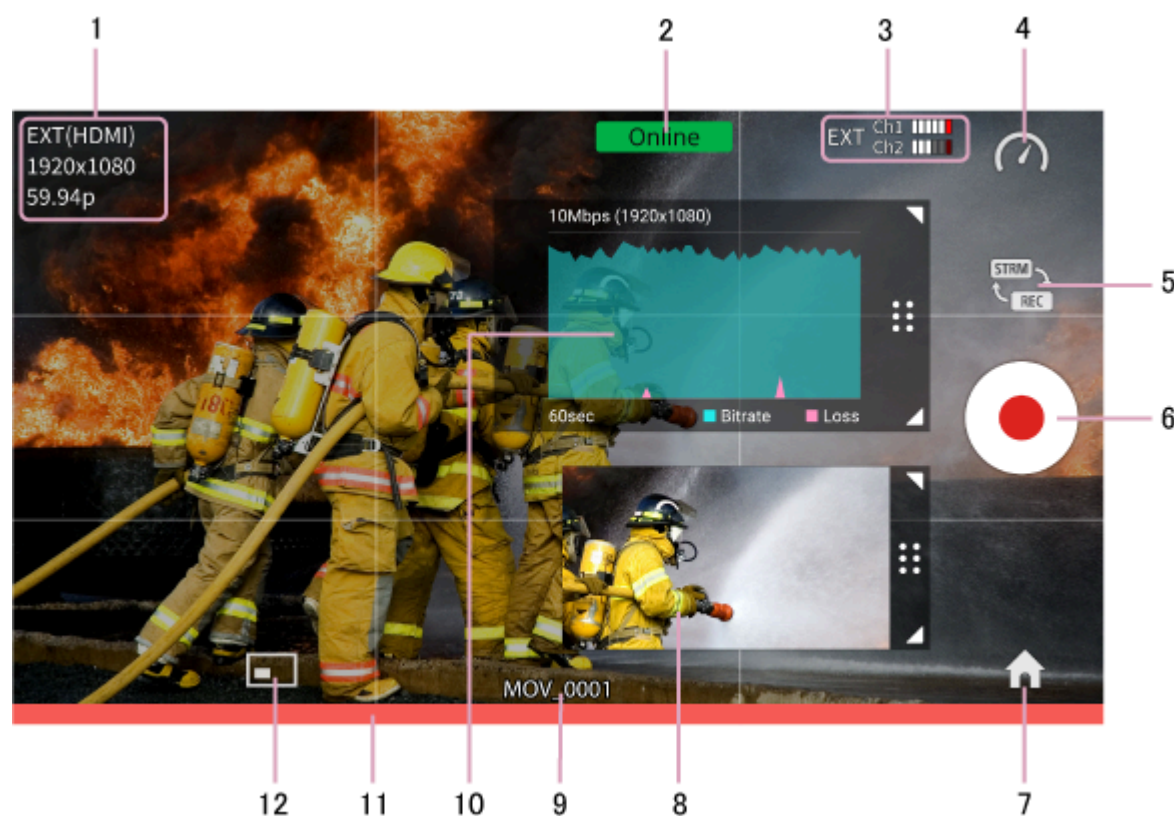 1 2 3 4
EXT(HDMI)
1920x1080
59.94p
Online
EXT Ch1
Ch2
10Mbps (1920x1080)
STRM
REC
5
60sec Bitrate Loss
6
MOV_0001
12 11 10 9 8 7